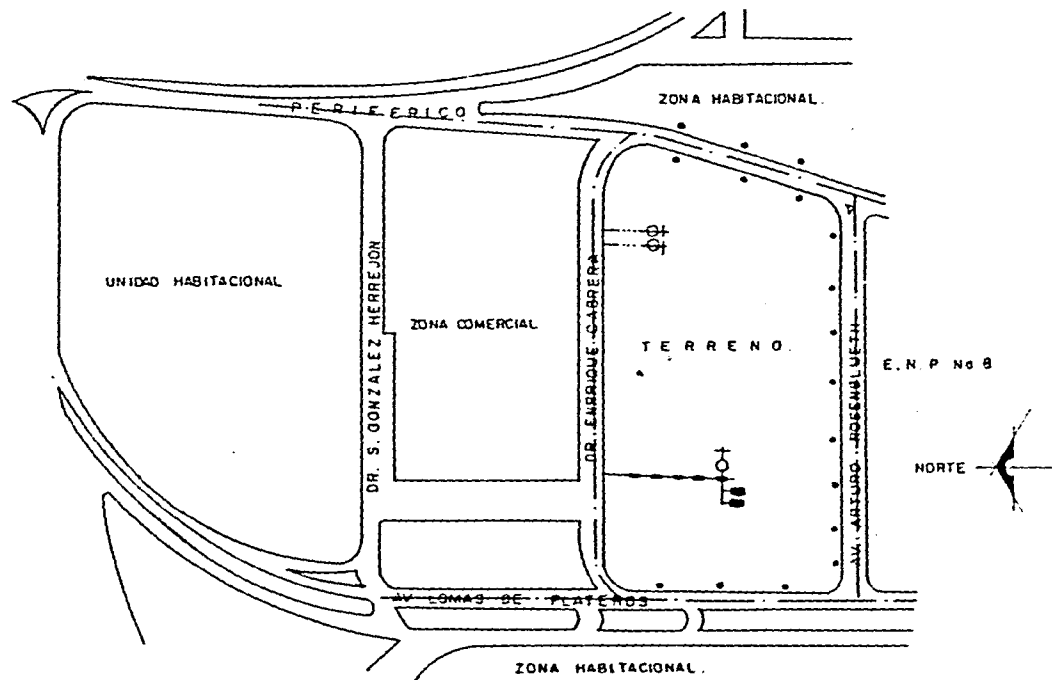 PERIFERICO
ZONA HABITACIONAL.
UNIDAD HABITACIONAL
DR. S. GONZALEZ HERREJON
ZONA COMERCIAL
DR. ENRIQUE CABRERA
TERRENO.
AV. ARTURO ROSENBLUETH
E.N.P No 8
NORTE
AV LOMAS DE PLATEROS
ZONA HABITACIONAL.